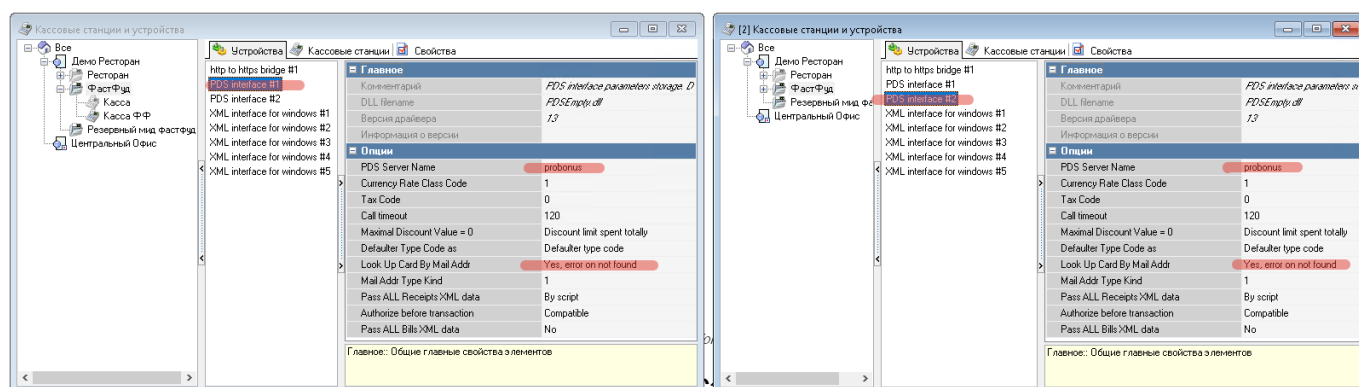 Кассовые станции и устройства
Все
Демо Ресторан
Ресторан
ФастФуд
Касса
Касса ФФ
Резервный мид фастфуд
Центральный Офис
Устройства Кассовые станции Свойства
http to https bridge #1
PDS interface #1
PDS interface #2
XML interface for windows #1
XML interface for windows #2
XML interface for windows #3
XML interface for windows #4
XML interface for windows #5
Главное
Комментарий PDS interface parameters storage. D
DLL filename PDSEmpty.dll
Версия драйвера 13
Информация о версии
Опции
PDS Server Name probonus
Currency Rate Class Code 1
Tax Code 0
Call timeout 120
Maximal Discount Value = 0 Discount limit spent totally
Defaulter Type Code as Defaulter type code
Look Up Card By Mail Addr Yes, error on not found
Mail Addr Type Kind 1
Pass ALL Receipts XML data By script
Authorize before transaction Compatible
Pass ALL Bills XML data No
Главное:: Общие главные свойства элементов
[2] Кассовые станции и устройства
Все
Демо Ресторан
Ресторан
ФастФуд
Резервный мид фа
Центральный Офис
Устройства Кассовые станции Свойства
http to https bridge #1
PDS interface #1
PDS interface #2
XML interface for windows #1
XML interface for windows #2
XML interface for windows #3
XML interface for windows #4
XML interface for windows #5
Главное
Комментарий PDS interface parameters st
DLL filename PDSEmpty.dll
Версия драйвера 13
Информация о версии
Опции
PDS Server Name probonus
Currency Rate Class Code 1
Tax Code 0
Call timeout 120
Maximal Discount Value = 0 Discount limit spent totally
Defaulter Type Code as Defaulter type code
Look Up Card By Mail Addr Yes, error on not found
Mail Addr Type Kind 1
Pass ALL Receipts XML data By script
Authorize before transaction Compatible
Pass ALL Bills XML data No
Главное:: Общие главные свойства элементов